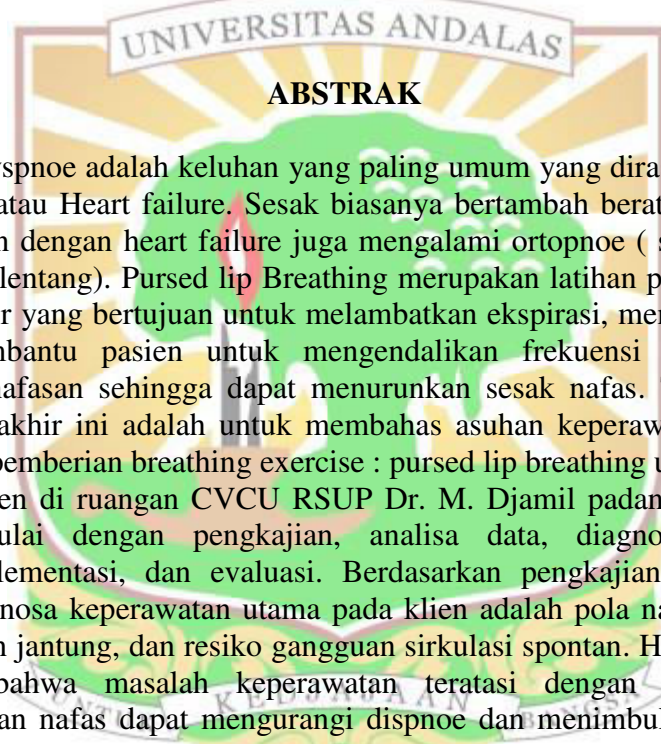 UNIVERSITAS ANDALAS
ABSTRAK
yspnoe adalah keluhan yang paling umum yang dira
atau Heart failure. Sesak biasanya bertambah berat
n dengan heart failure juga mengalami ortopnoe ( s
lentang). Pursed lip Breathing merupakan latihan p
r yang bertujuan untuk melambatkan ekspirasi, mer
nbantu pasien untuk mengendalikan frekuensi
nafasan sehingga dapat menurunkan sesak nafas.
akhir ini adalah untuk membahas asuhan keperaw
pemberian breathing exercise : pursed lip breathing u
en di ruangan CVCU RSUP Dr. M. Djamil padan
ulai dengan pengkajian, analisa data, diagno
lementasi, dan evaluasi. Berdasarkan pengkajian
nosa keperawatan utama pada klien adalah pola na
n jantung, dan resiko gangguan sirkulasi spontan. H
bahwa masalah keperawatan teratasi dengan
an nafas dapat mengurangi dispnoe dan menimbul
KEDJAJAAN